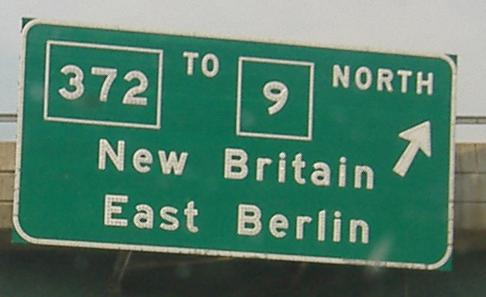 372 TO 9 NORTH
New Britain
East Berlin